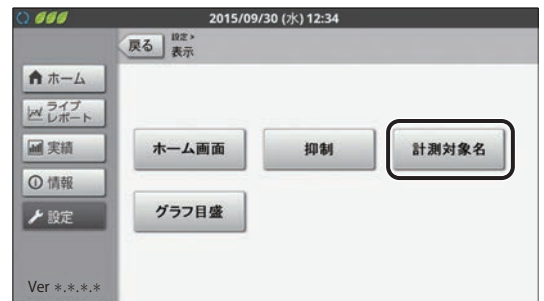 2015/09/30 (水) 12:34
戻る
設定 ▸
表示
ホーム
ライブ
レポート
実績
情報
設定
ホーム画面
抑制
計測対象名
グラフ目盛
Ver *.*.*.*